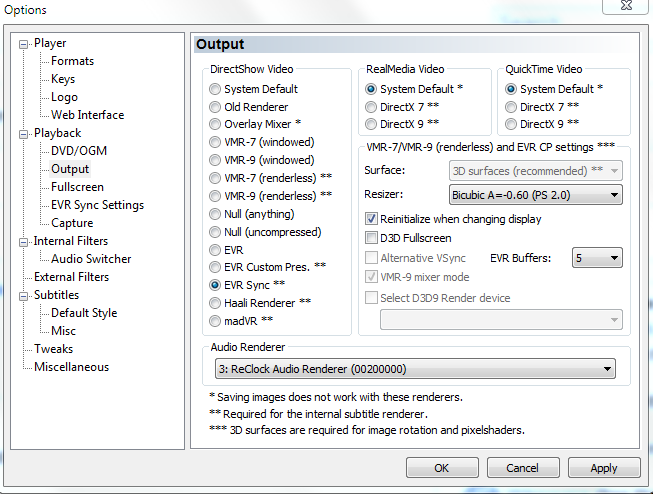 Options
Player
Formats
Keys
Logo
Web Interface
Playback
DVD/OGM
Output
Fullscreen
EVR Sync Settings
Capture
Internal Filters
Audio Switcher
External Filters
Subtitles
Default Style
Misc
Tweaks
Miscellaneous
Output
DirectShow Video
System Default
Old Renderer
Overlay Mixer *
VMR-7 (windowed)
VMR-9 (windowed)
VMR-7 (renderless) **
VMR-9 (renderless) **
Null (anything)
Null (uncompressed)
EVR
EVR Custom Pres. **
EVR Sync **
Haali Renderer **
madVR **
RealMedia Video
System Default *
DirectX 7 **
DirectX 9 **
QuickTime Video
System Default *
DirectX 7 **
DirectX 9 **
VMR-7/VMR-9 (renderless) and EVR CP settings ***
Surface: 3D surfaces (recommended) **
Resizer: Bicubic A=-0.60 (PS 2.0)
Reinitialize when changing display
D3D Fullscreen
Alternative VSync EVR Buffers: 5
VMR-9 mixer mode
Select D3D9 Render device
Audio Renderer
3: ReClock Audio Renderer (00200000)
* Saving images does not work with these renderers.
** Required for the internal subtitle renderer.
*** 3D surfaces are required for image rotation and pixelshaders.
OK Cancel Apply